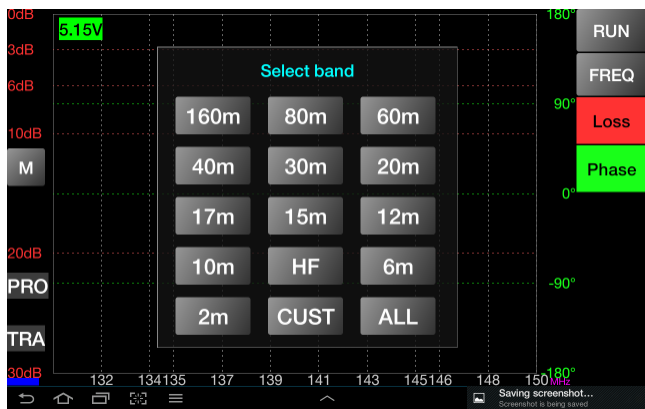 0dB 180°
5.15V RUN
3dB
Select band
FREQ
6dB
160m 80m 60m
90°
10dB Loss
M 40m 30m 20m Phase
0°
17m 15m 12m
20dB 10m HF 6m
PRO -90°
2m CUST ALL
TRA
30dB -180°
132 134 135 137 139 141 143 145 146 148 150 MHz
Saving screenshot...
Screenshot is being saved